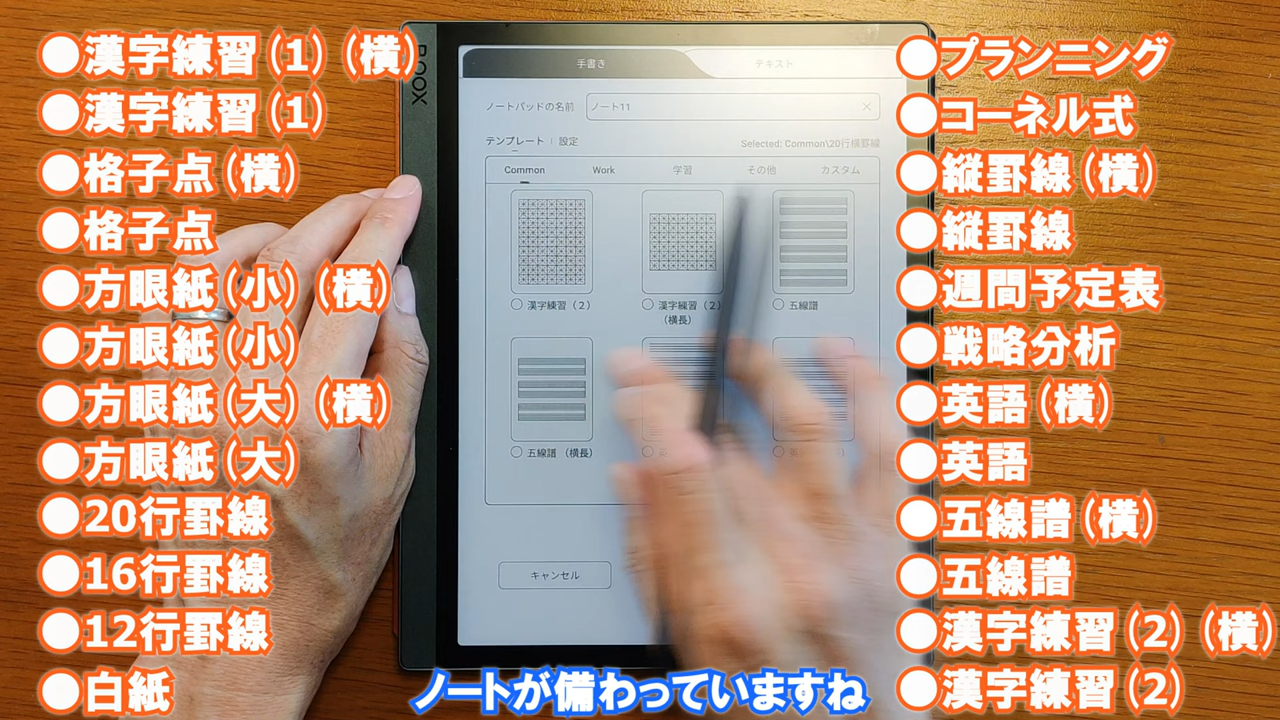 ●漢字練習(1)(横)
●漢字練習(1)
●格子点(横)
●格子点
●方眼紙(小)(横)
●方眼紙(小)
●方眼紙(大)(横)
●方眼紙(大)
●20行罫線
●16行罫線
●12行罫線
●白紙
BOOX
手書き
テキスト
ノートパッドの名前
ノート11
テンプレート | 設定
Selected: Common\20行横罫線
Common
Work
学習
その他
カスタム
漢字練習(2)
漢字練習(2)
(横長)
五線譜
五線譜 (横長)
キャンセル
●プランニング
●コーネル式
●縦罫線(横)
●縦罫線
●週間予定表
●戦略分析
●英語(横)
●英語
●五線譜(横)
●五線譜
●漢字練習(2)(横)
●漢字練習(2)
ノートが備わっていますね